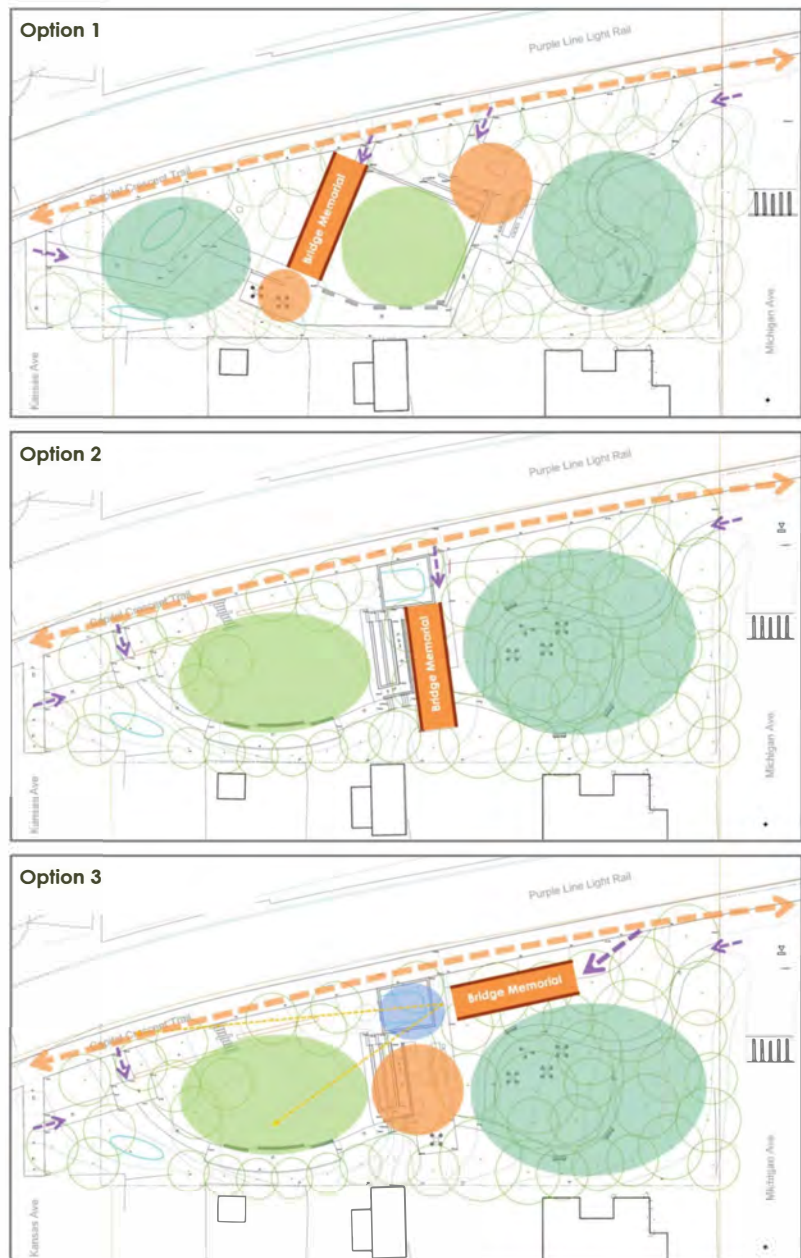 Option 1
Purple Line Light Rail
Capital Crescent Trail
Bridge Memorial
Kansas Ave
Michigan Ave
Option 2
Purple Line Light Rail
Capital Crescent Trail
Bridge Memorial
Kansas Ave
Michigan Ave
Option 3
Purple Line Light Rail
Capital Crescent Trail
Bridge Memorial
Kansas Ave
Michigan Ave